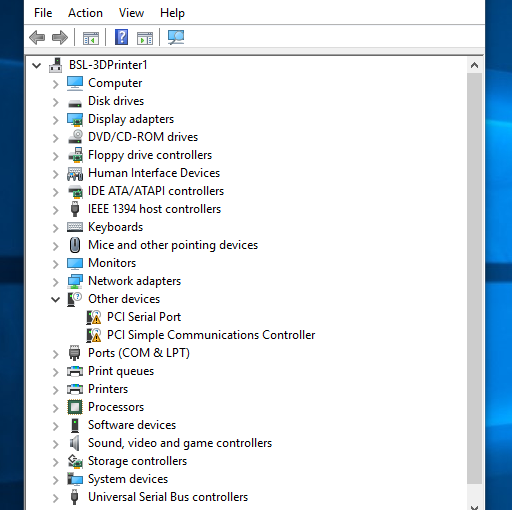 File Action View Help
BSL-3DPrinter1
Computer
Disk drives
Display adapters
DVD/CD-ROM drives
Floppy drive controllers
Human Interface Devices
IDE ATA/ATAPI controllers
IEEE 1394 host controllers
Keyboards
Mice and other pointing devices
Monitors
Network adapters
Other devices
PCI Serial Port
PCI Simple Communications Controller
Ports (COM & LPT)
Print queues
Printers
Processors
Software devices
Sound, video and game controllers
Storage controllers
System devices
Universal Serial Bus controllers